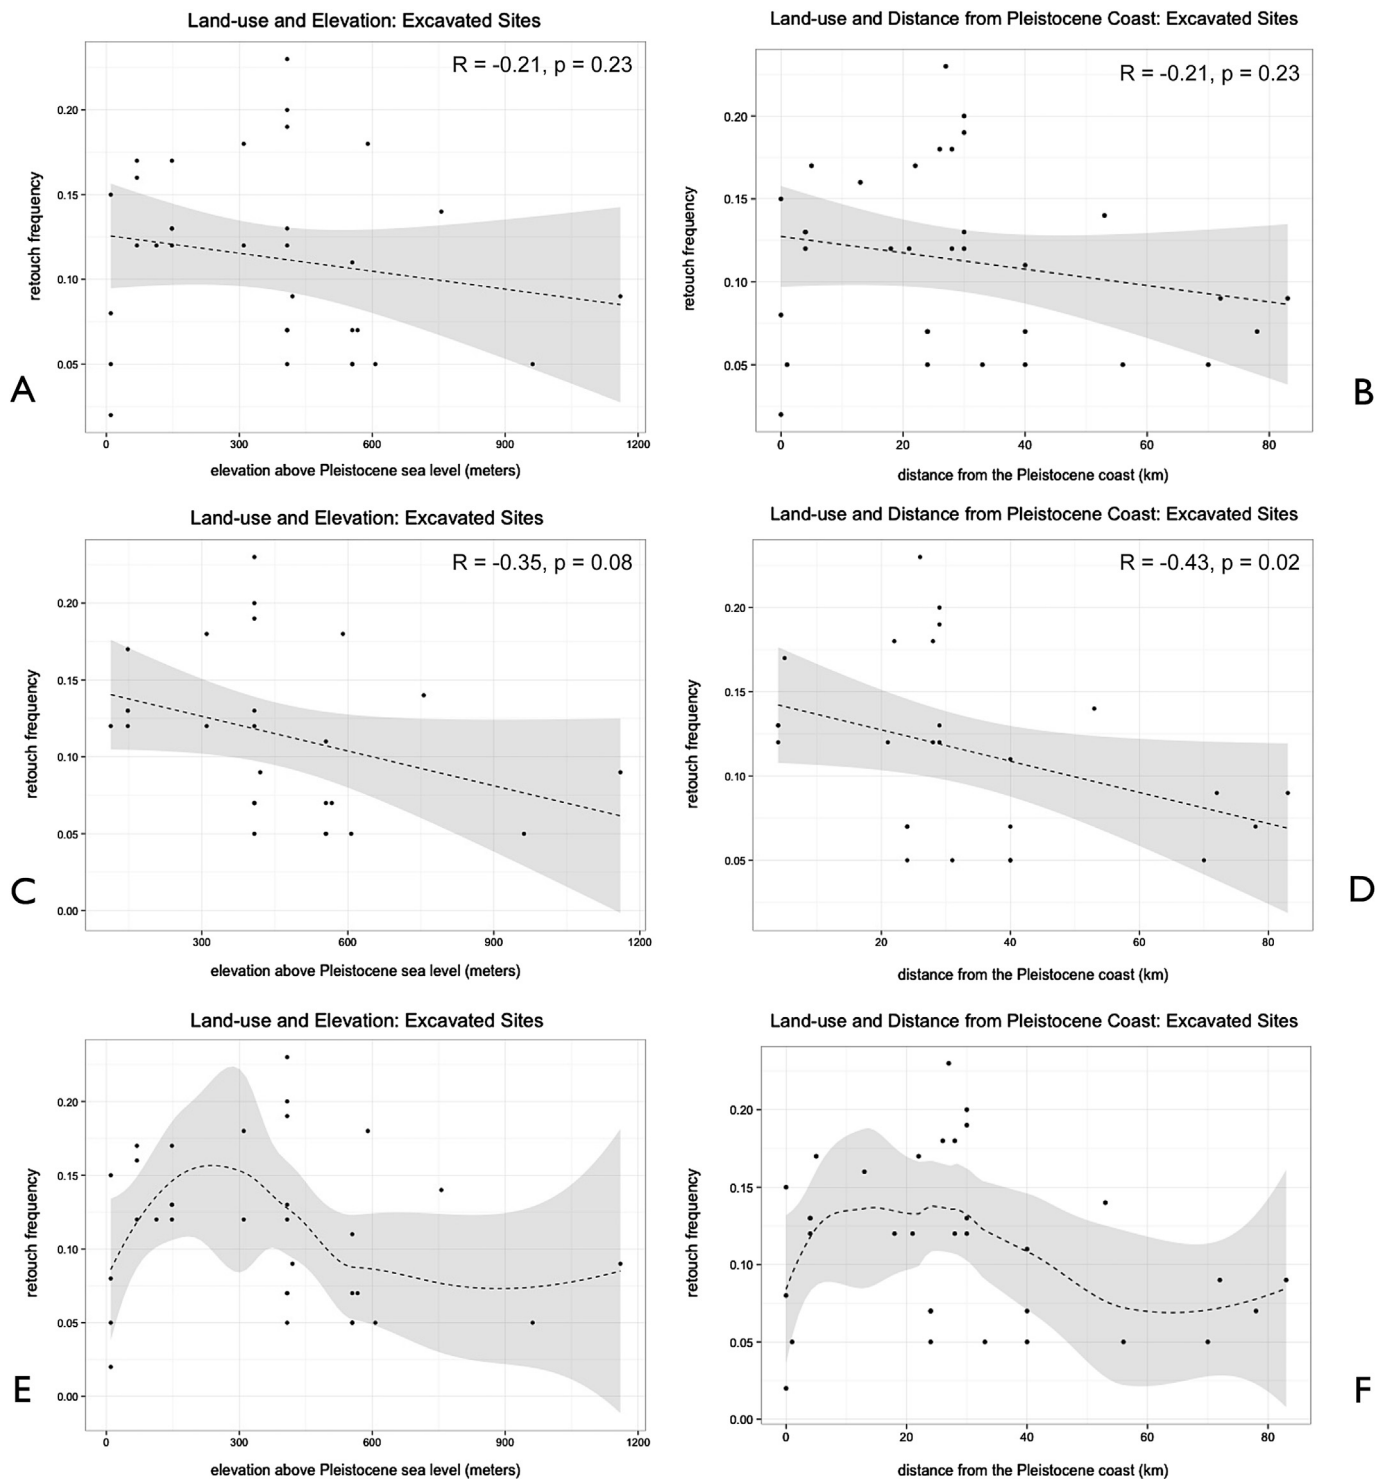 Land-use and Elevation: Excavated Sites
R = -0.21, p = 0.23
retouch frequency
0.20
0.15
0.10
0.05
0
300
600
900
1200
elevation above Pleistocene sea level (meters)
A
Land-use and Distance from Pleistocene Coast: Excavated Sites
R = -0.21, p = 0.23
retouch frequency
0.20
0.15
0.10
0.05
0
20
40
60
80
distance from the Pleistocene coast (km)
B
Land-use and Elevation: Excavated Sites
R = -0.35, p = 0.08
retouch frequency
0.20
0.15
0.10
0.05
0.00
300
600
900
1200
elevation above Pleistocene sea level (meters)
C
Land-use and Distance from Pleistocene Coast: Excavated Sites
R = -0.43, p = 0.02
retouch frequency
0.20
0.15
0.10
0.05
20
40
60
80
distance from the Pleistocene coast (km)
D
Land-use and Elevation: Excavated Sites
retouch frequency
0.20
0.15
0.10
0.05
0.00
0
300
600
900
1200
elevation above Pleistocene sea level (meters)
E
Land-use and Distance from Pleistocene Coast: Excavated Sites
retouch frequency
0.20
0.15
0.10
0.05
0.00
0
20
40
60
80
distance from the Pleistocene coast (km)
F